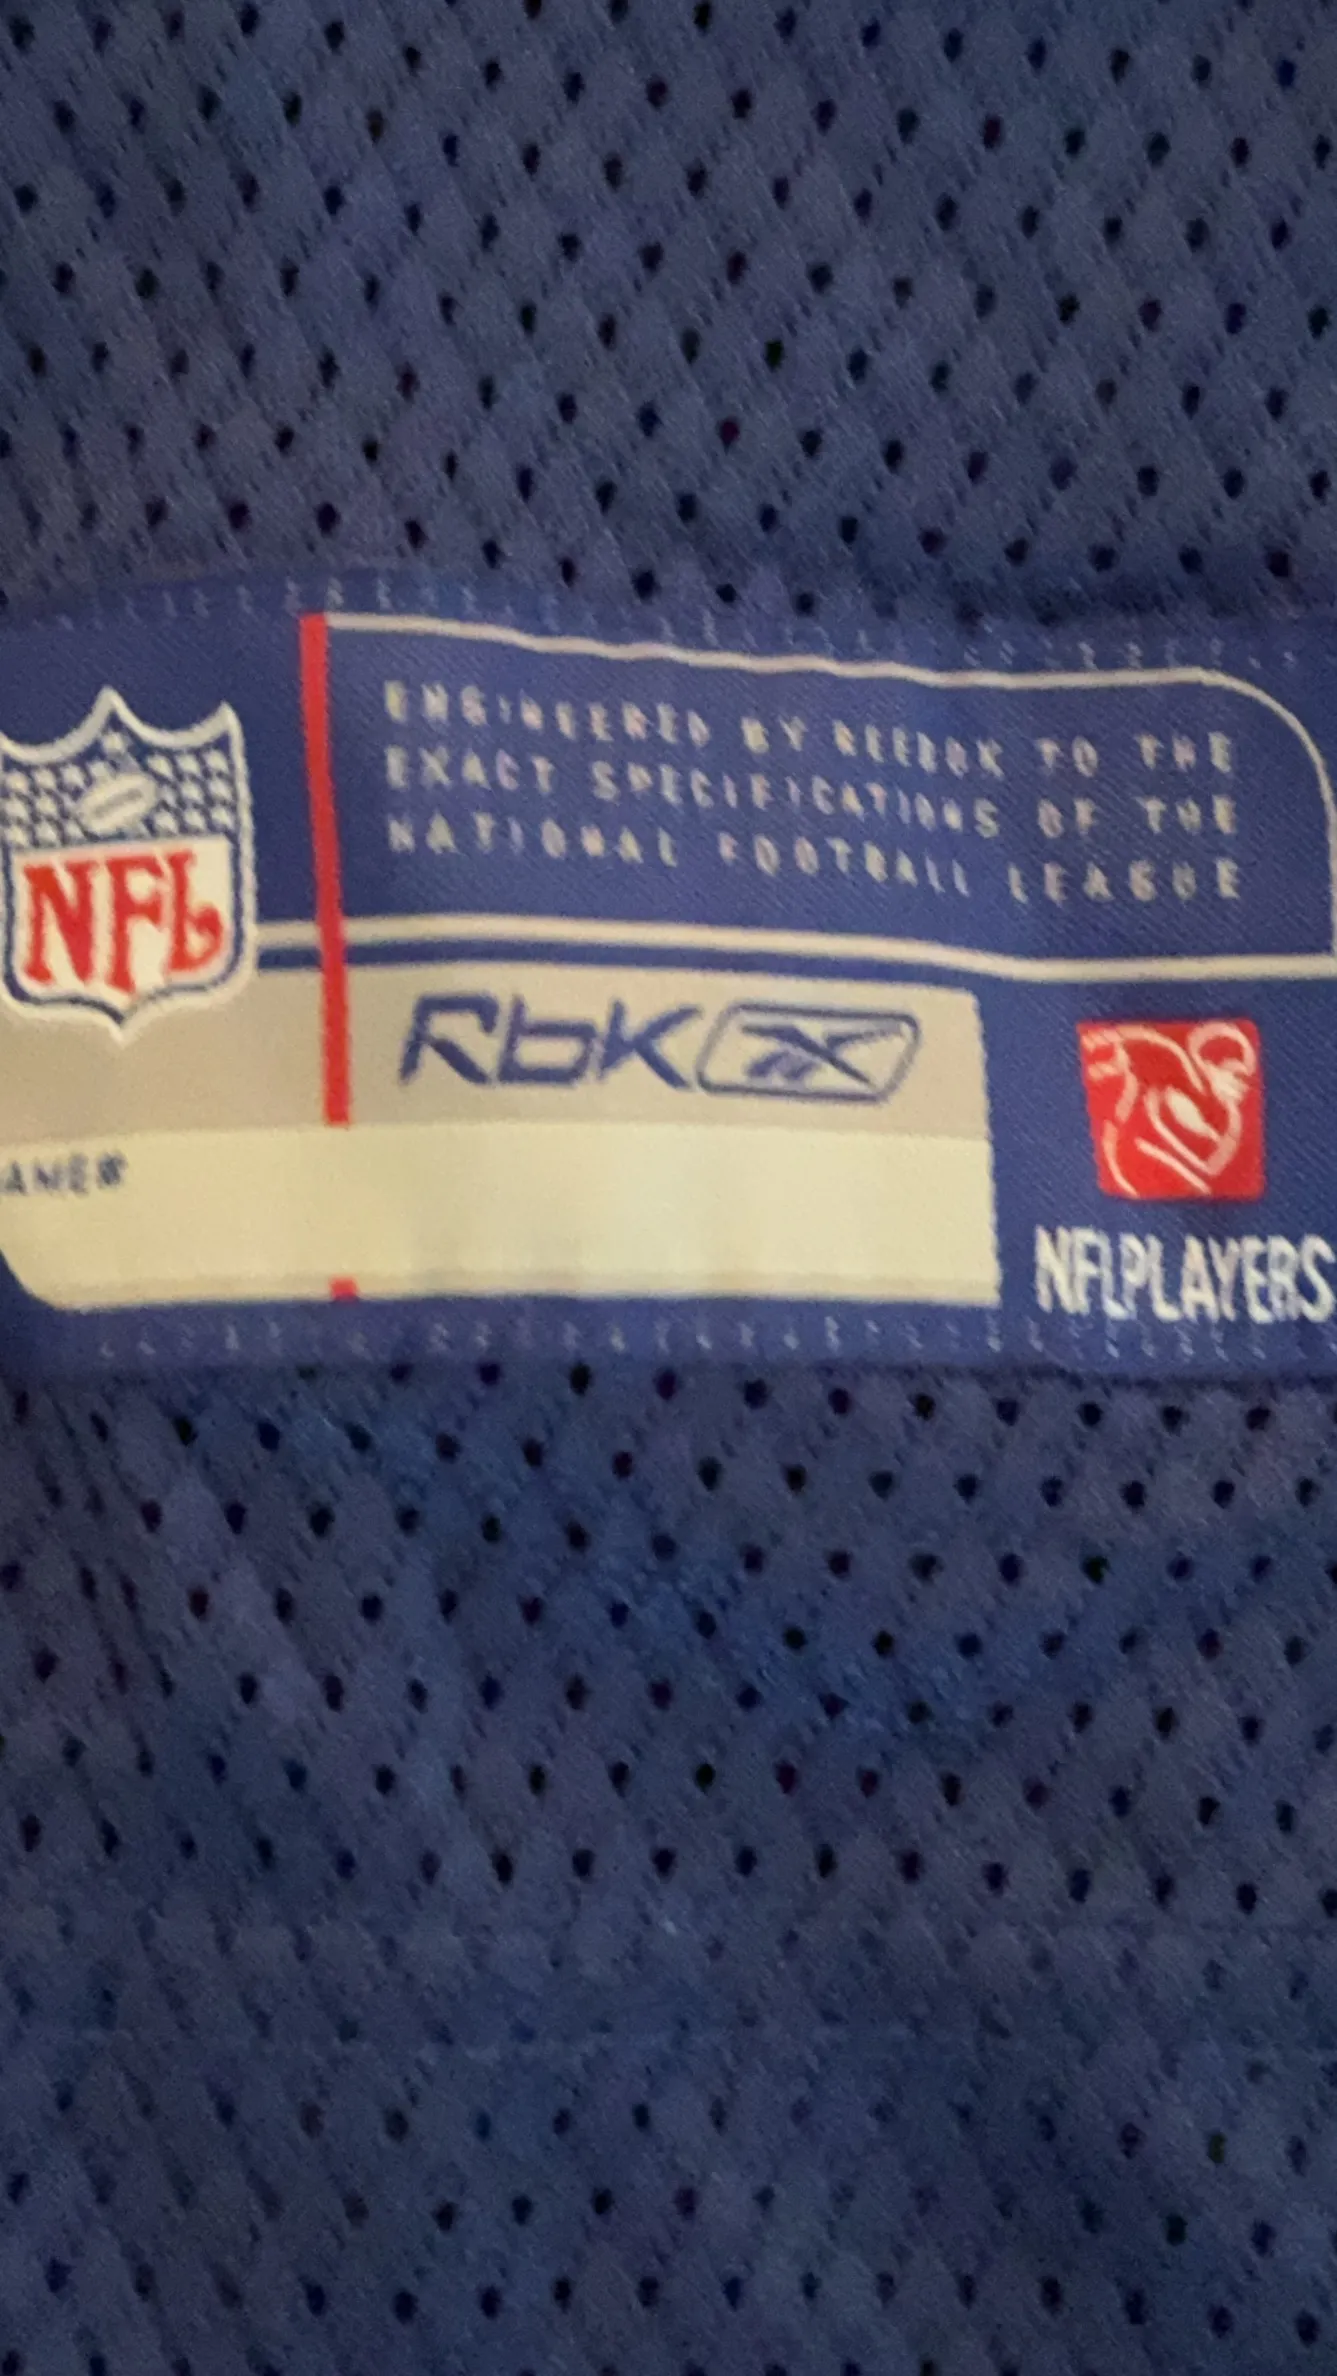 ENGINEERED BY REEBOK TO THE
EXACT SPECIFICATIONS OF THE
NATIONAL FOOTBALL LEAGUE
NFL
RbK
NFLPLAYERS